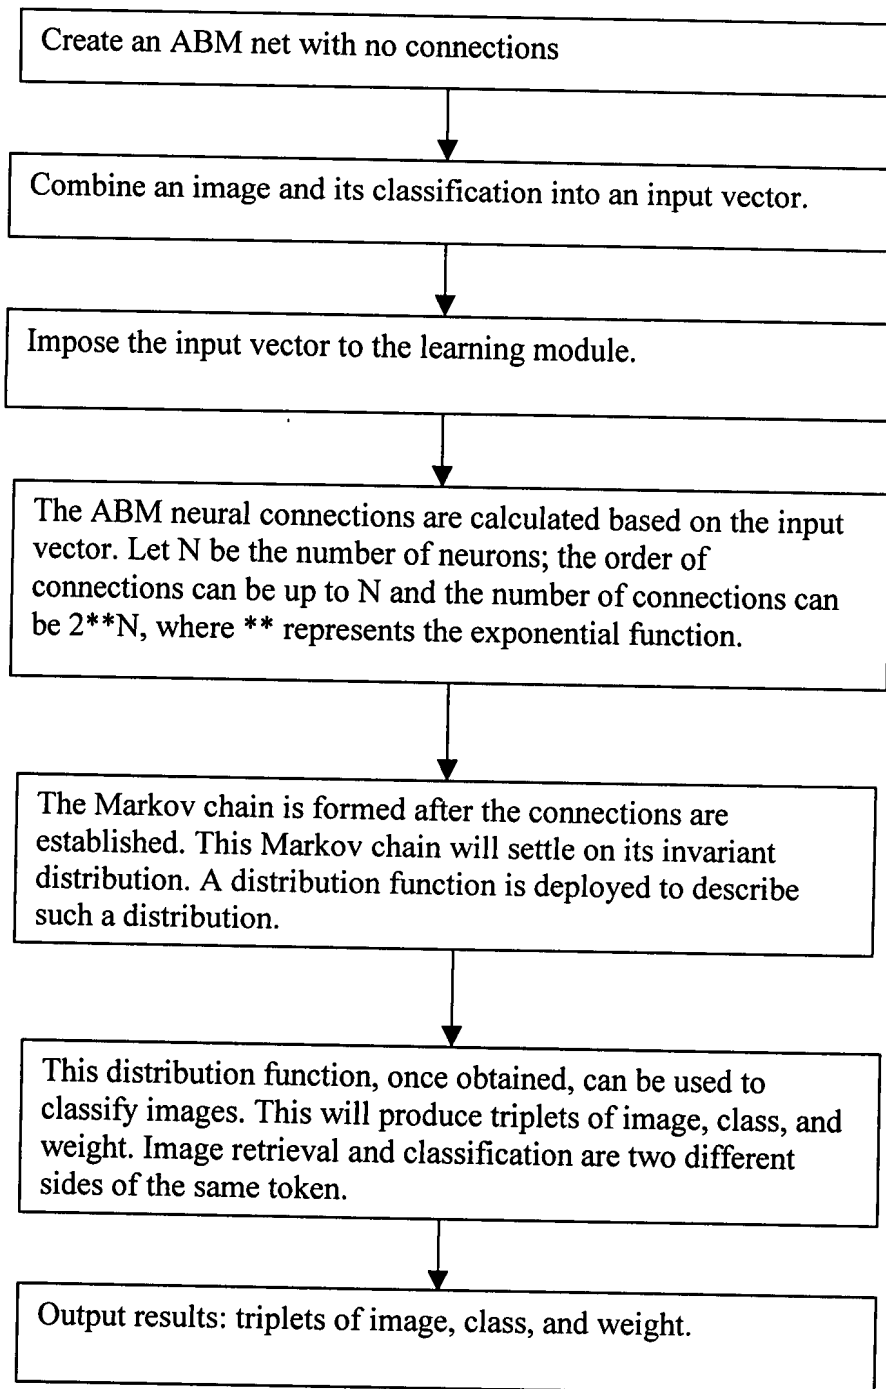 Create an ABM net with no connections
Combine an image and its classification into an input vector.
Impose the input vector to the learning module.
The ABM neural connections are calculated based on the input
vector. Let N be the number of neurons; the order of
connections can be up to N and the number of connections can
be 2**N, where ** represents the exponential function.
The Markov chain is formed after the connections are
established. This Markov chain will settle on its invariant
distribution. A distribution function is deployed to describe
such a distribution.
This distribution function, once obtained, can be used to
classify images. This will produce triplets of image, class, and
weight. Image retrieval and classification are two different
sides of the same token.
Output results: triplets of image, class, and weight.